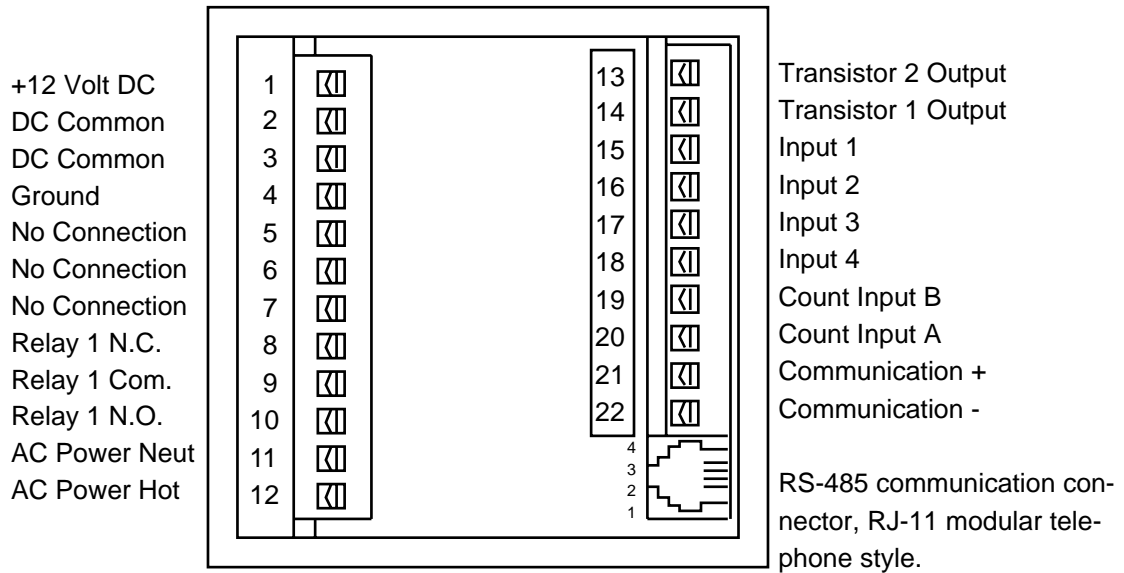 +12 Volt DC
DC Common
DC Common
Ground
No Connection
No Connection
No Connection
Relay 1 N.C.
Relay 1 Com.
Relay 1 N.O.
AC Power Neut
AC Power Hot
1
2
3
4
5
6
7
8
9
10
11
12
13
14
15
16
17
18
19
20
21
22
4
3
2
1
Transistor 2 Output
Transistor 1 Output
Input 1
Input 2
Input 3
Input 4
Count Input B
Count Input A
Communication +
Communication -
RS-485 communication con-
nector, RJ-11 modular tele-
phone style.